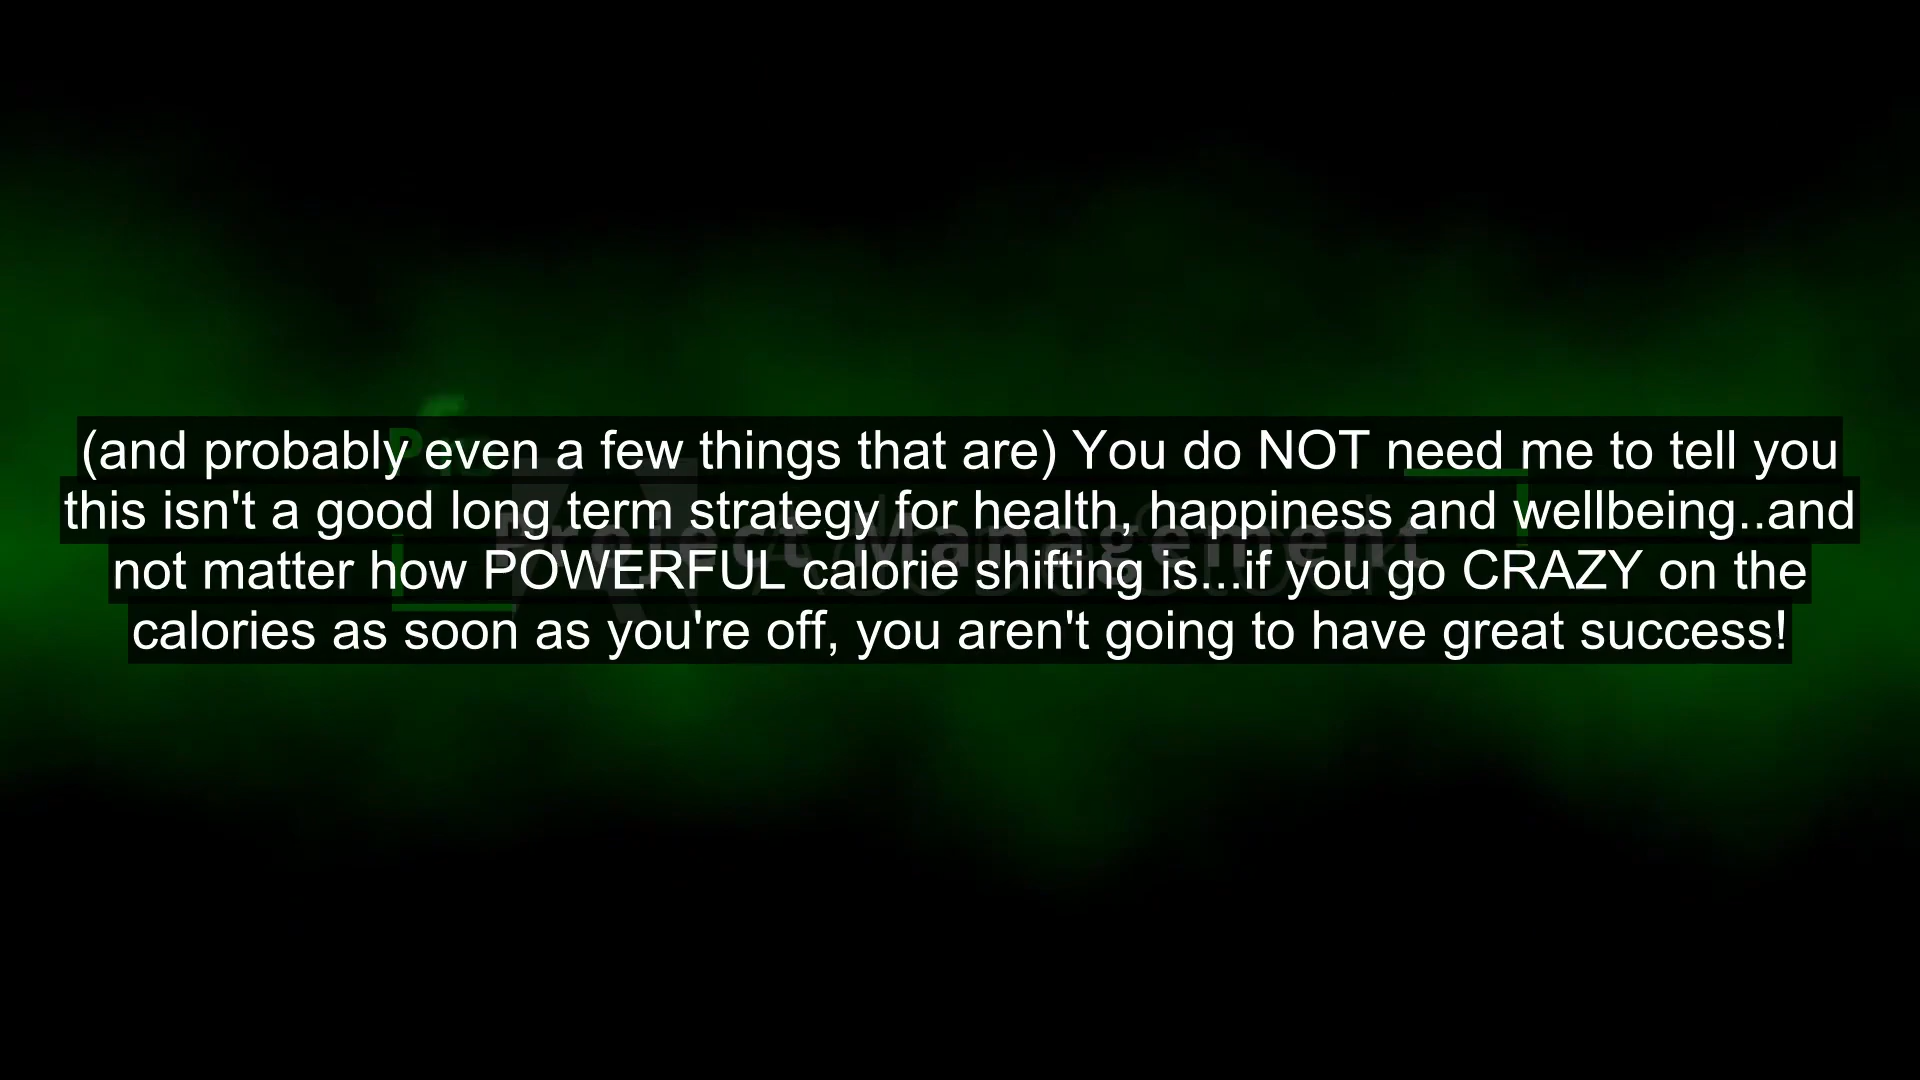 (and probably even a few things that are) You do NOT need me to tell you
this isn't a good long term strategy for health, happiness and wellbeing..and
not matter how POWERFUL calorie shifting is...if you go CRAZY on the
calories as soon as you're off, you aren't going to have great success!
Project Management